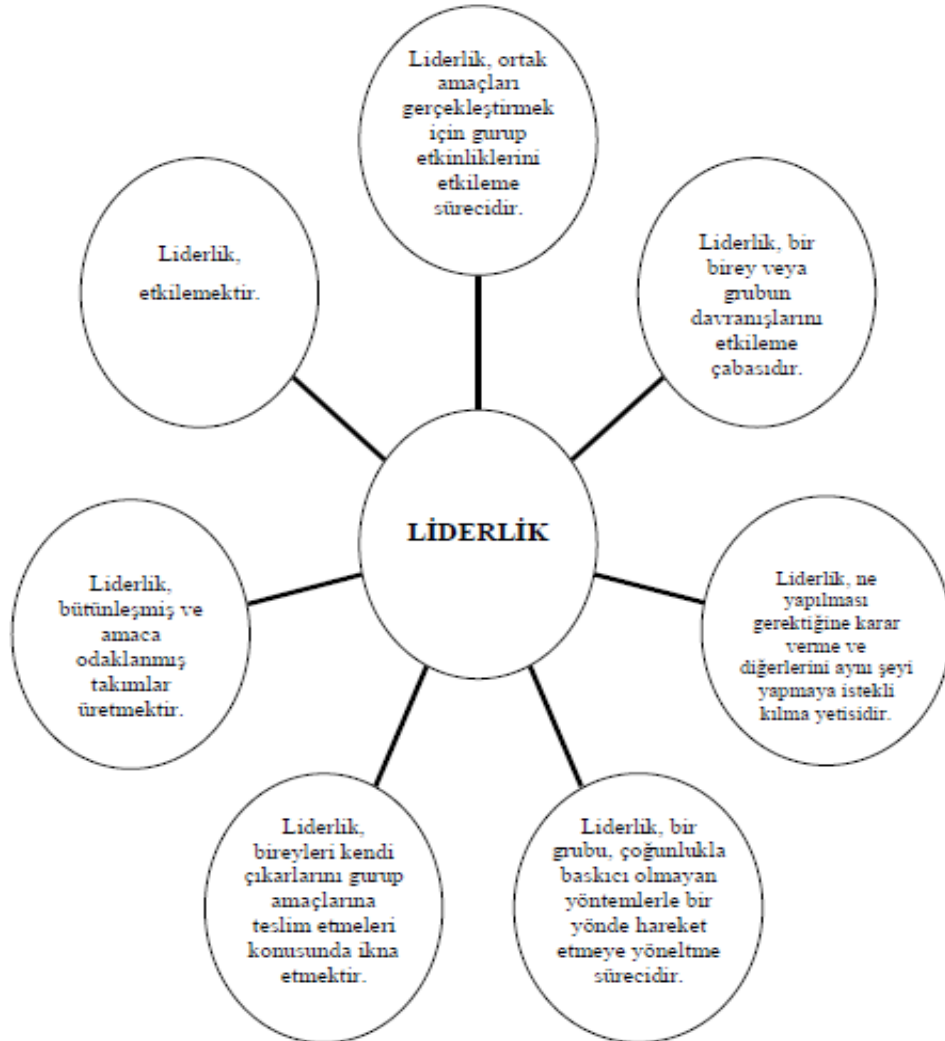 Liderlik, ortak
amaçları
gerçekleştirmek
için gurup
etkinliklerini
etkileme
sürecidir.
Liderlik, bir
birey veya
grubun
davranışlarını
etkileme
çabasıdır.
Liderlik, ne
yapılması
gerektiğine karar
verme ve
diğerlerini aynı şeyi
yapmaya istekli
kılma yetisidir.
Liderlik, bir
grubu, çoğunlukla
baskıcı olmayan
yöntemlerle bir
yönde hareket
etmeye yöneltme
sürecidir.
Liderlik,
bireyleri kendi
çıkarlarını gurup
amaçlarına
teslim etmeleri
konusunda ikna
etmektir.
Liderlik,
bütünleşmiş ve
amaca
odaklanmış
takımlar
üretmektir.
Liderlik,
etkilemektir.
LİDERLİK